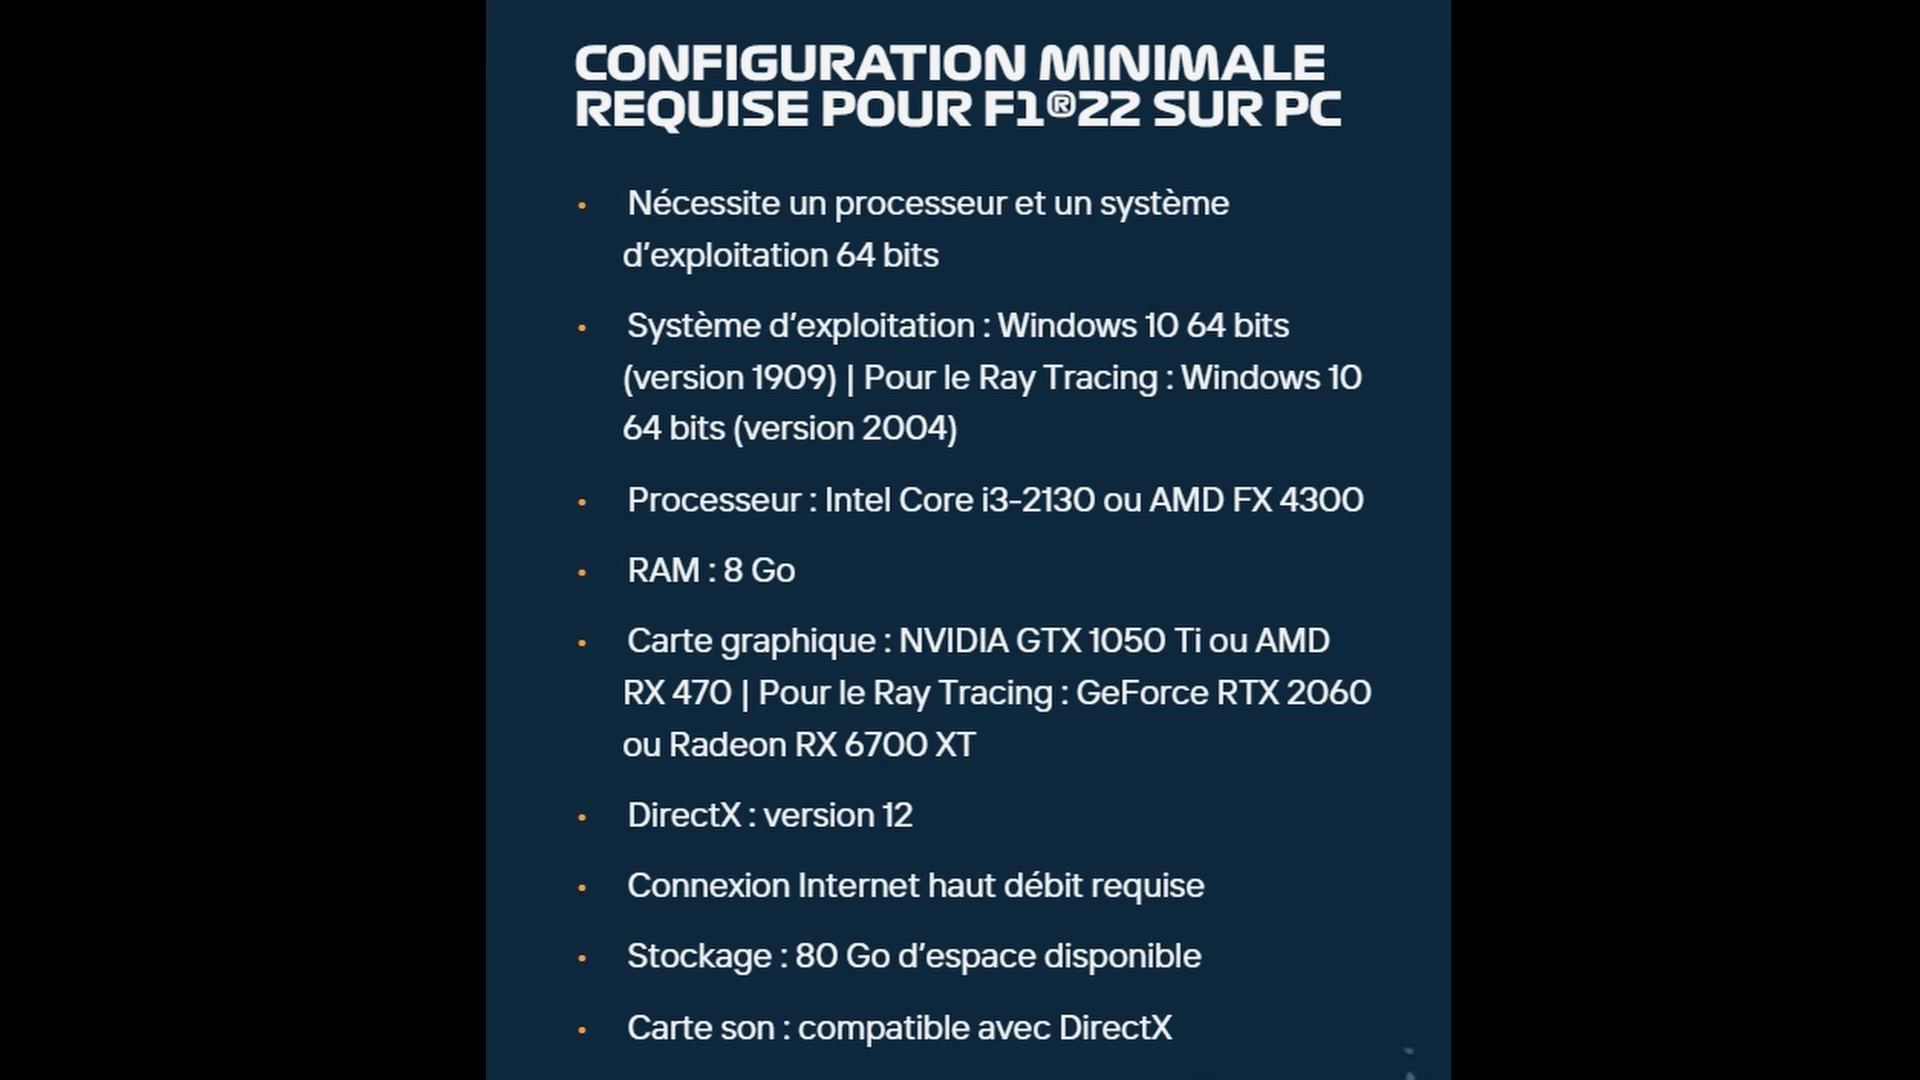 CONFIGURATION MINIMALE
REQUISE POUR F1®22 SUR PC
• Nécessite un processeur et un système
d’exploitation 64 bits
• Système d’exploitation : Windows 10 64 bits
(version 1909) | Pour le Ray Tracing : Windows 10
64 bits (version 2004)
• Processeur : Intel Core i3-2130 ou AMD FX 4300
• RAM : 8 Go
• Carte graphique : NVIDIA GTX 1050 Ti ou AMD
RX 470 | Pour le Ray Tracing : GeForce RTX 2060
ou Radeon RX 6700 XT
• DirectX : version 12
• Connexion Internet haut débit requise
• Stockage : 80 Go d’espace disponible
• Carte son : compatible avec DirectX